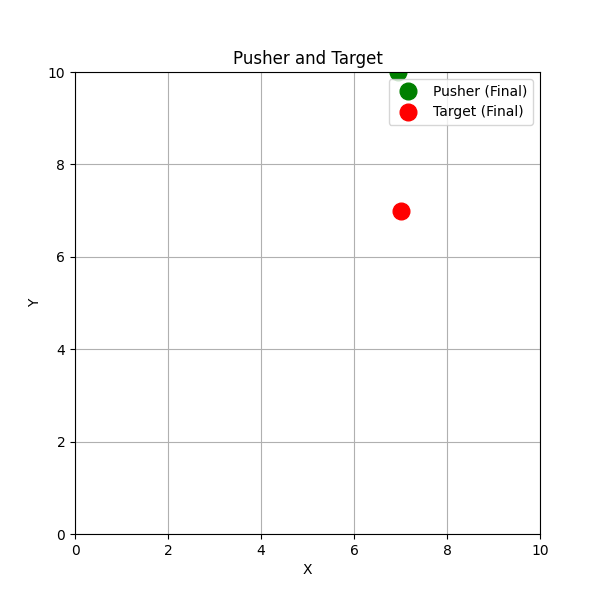 Pusher and Target
Pusher (Final)
Target (Final)
10
8
6
4
2
0
Y
0 2 4 6 8 10
X